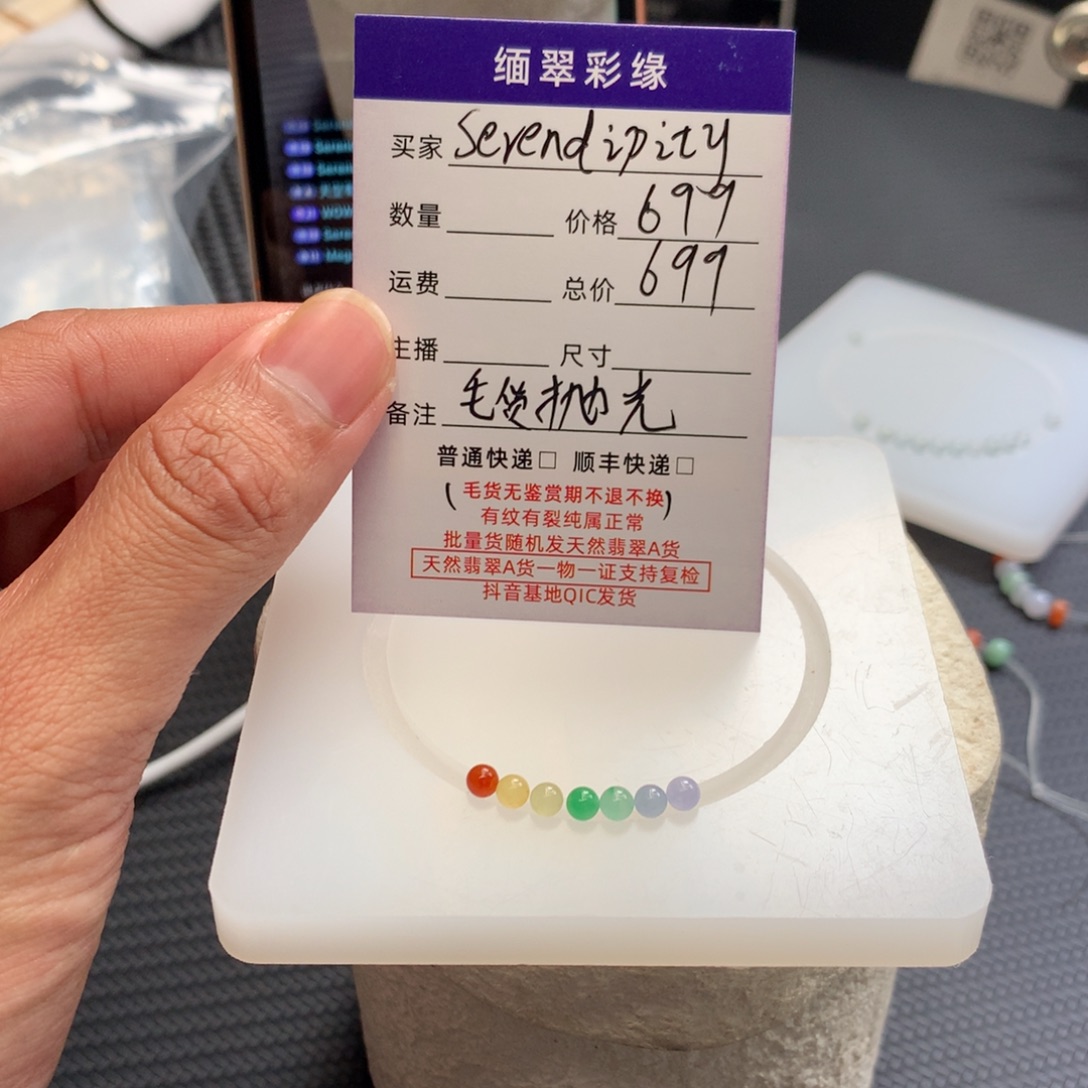 缅翠彩缘
买家 Serendipity
数量 价格 699
运费 总价 699
主播 尺寸
备注 毛货抛光
普通快递□ 顺丰快递□
(毛货无鉴赏期不退不换)
有纹有裂纯属正常
批量货随机发天然翡翠A货
天然翡翠A货一物一证支持复检
抖音基地QIC发货